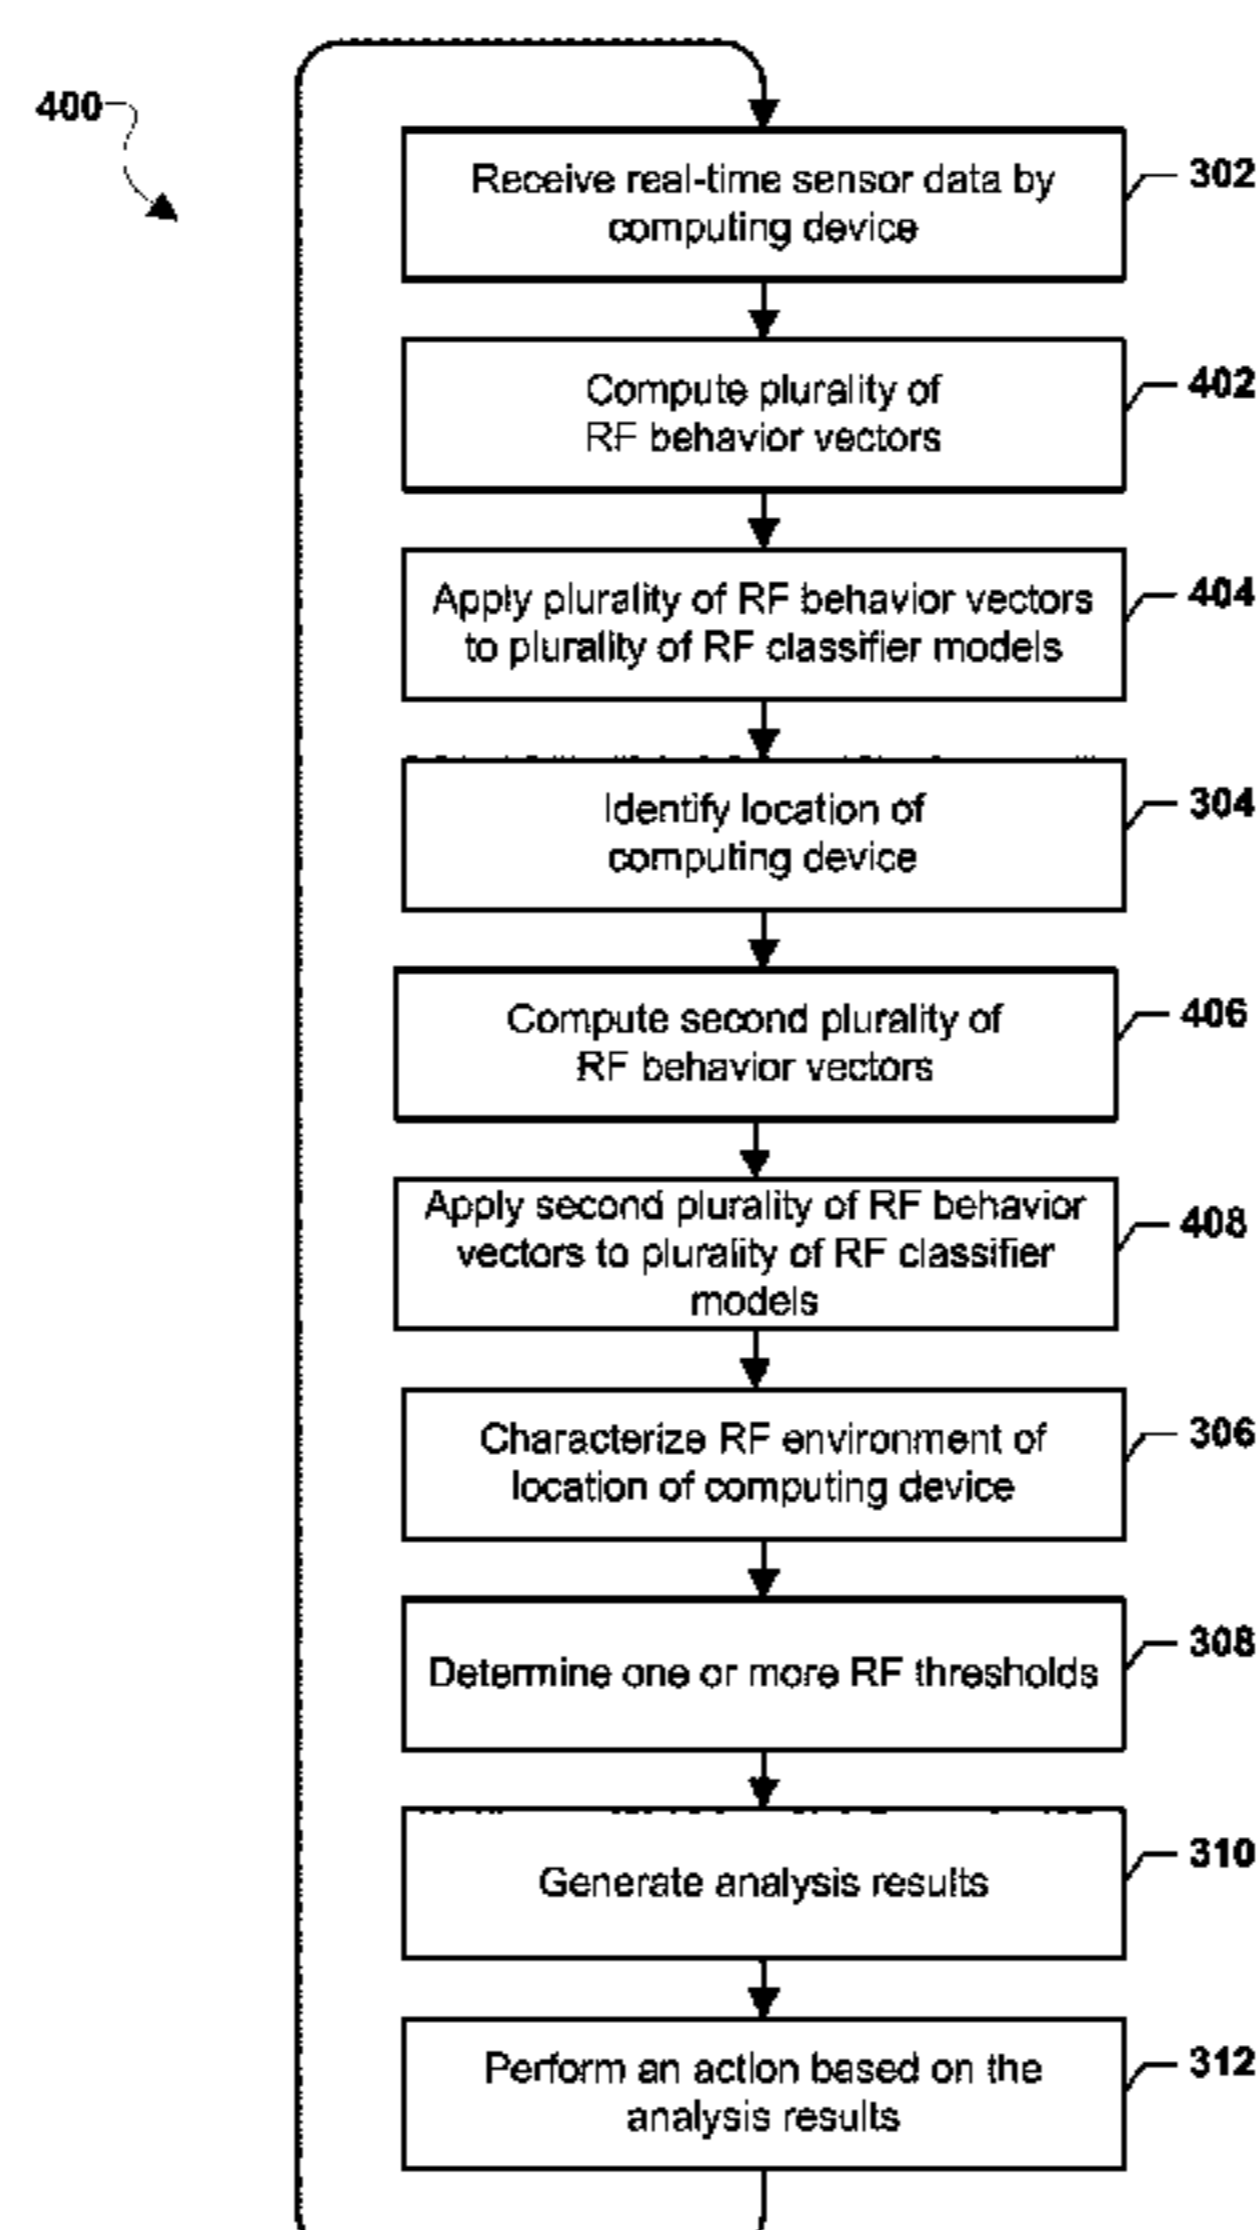 400
Receive real-time sensor data by
computing device
302
Compute plurality of
RF behavior vectors
402
Apply plurality of RF behavior vectors
to plurality of RF classifier models
404
Identify location of
computing device
304
Compute second plurality of
RF behavior vectors
406
Apply second plurality of RF behavior
vectors to plurality of RF classifier
models
408
Characterize RF environment of
location of computing device
306
Determine one or more RF thresholds
308
Generate analysis results
310
Perform an action based on the
analysis results
312